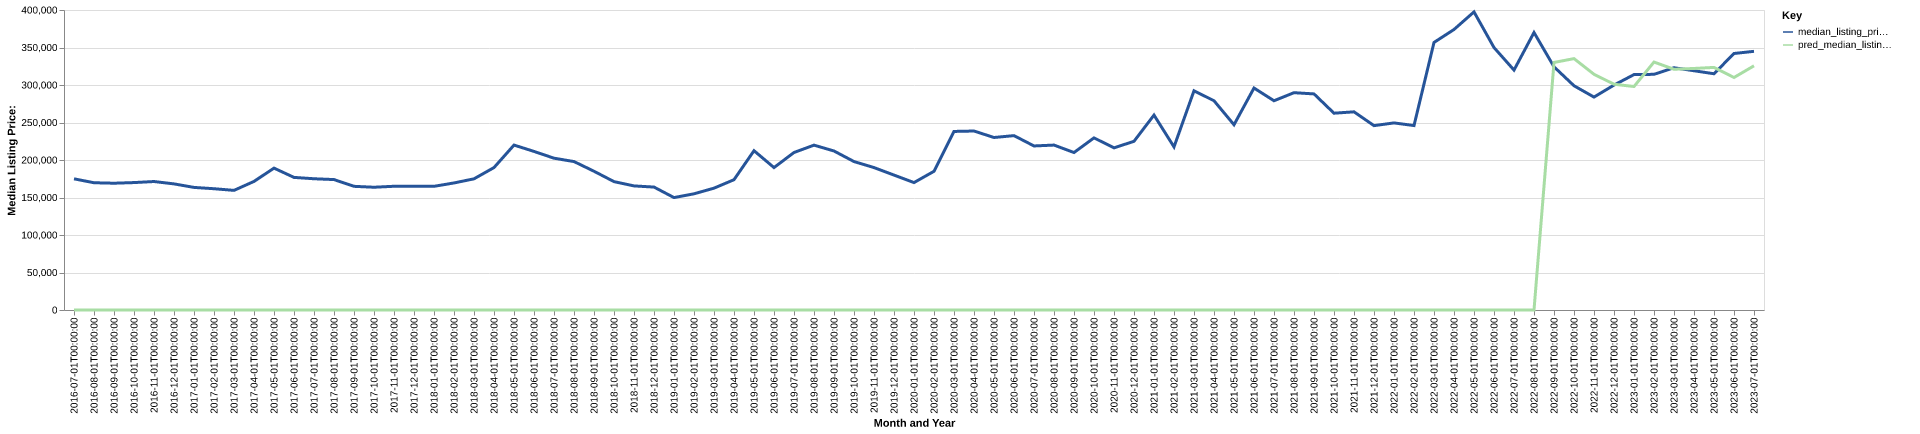 400,000
350,000
300,000
250,000
200,000
150,000
100,000
50,000
0
Median Listing Price:
2016-07-01T00:00:00
2016-08-01T00:00:00
2016-09-01T00:00:00
2016-10-01T00:00:00
2016-11-01T00:00:00
2016-12-01T00:00:00
2017-01-01T00:00:00
2017-02-01T00:00:00
2017-03-01T00:00:00
2017-04-01T00:00:00
2017-05-01T00:00:00
2017-06-01T00:00:00
2017-07-01T00:00:00
2017-08-01T00:00:00
2017-09-01T00:00:00
2017-10-01T00:00:00
2017-11-01T00:00:00
2017-12-01T00:00:00
2018-01-01T00:00:00
2018-02-01T00:00:00
2018-03-01T00:00:00
2018-04-01T00:00:00
2018-05-01T00:00:00
2018-06-01T00:00:00
2018-07-01T00:00:00
2018-08-01T00:00:00
2018-09-01T00:00:00
2018-10-01T00:00:00
2018-11-01T00:00:00
2018-12-01T00:00:00
2019-01-01T00:00:00
2019-02-01T00:00:00
2019-03-01T00:00:00
2019-04-01T00:00:00
2019-05-01T00:00:00
2019-06-01T00:00:00
2019-07-01T00:00:00
2019-08-01T00:00:00
2019-09-01T00:00:00
2019-10-01T00:00:00
2019-11-01T00:00:00
2019-12-01T00:00:00
2020-01-01T00:00:00
2020-02-01T00:00:00
2020-03-01T00:00:00
2020-04-01T00:00:00
2020-05-01T00:00:00
2020-06-01T00:00:00
2020-07-01T00:00:00
2020-08-01T00:00:00
2020-09-01T00:00:00
2020-10-01T00:00:00
2020-11-01T00:00:00
2020-12-01T00:00:00
2021-01-01T00:00:00
2021-02-01T00:00:00
2021-03-01T00:00:00
2021-04-01T00:00:00
2021-05-01T00:00:00
2021-06-01T00:00:00
2021-07-01T00:00:00
2021-08-01T00:00:00
2021-09-01T00:00:00
2021-10-01T00:00:00
2021-11-01T00:00:00
2021-12-01T00:00:00
2022-01-01T00:00:00
2022-02-01T00:00:00
2022-03-01T00:00:00
2022-04-01T00:00:00
2022-05-01T00:00:00
2022-06-01T00:00:00
2022-07-01T00:00:00
2022-08-01T00:00:00
2022-09-01T00:00:00
2022-10-01T00:00:00
2022-11-01T00:00:00
2022-12-01T00:00:00
2023-01-01T00:00:00
2023-02-01T00:00:00
2023-03-01T00:00:00
2023-04-01T00:00:00
2023-05-01T00:00:00
2023-06-01T00:00:00
2023-07-01T00:00:00
Month and Year
Key
median_listing_pri…
pred_median_listin…